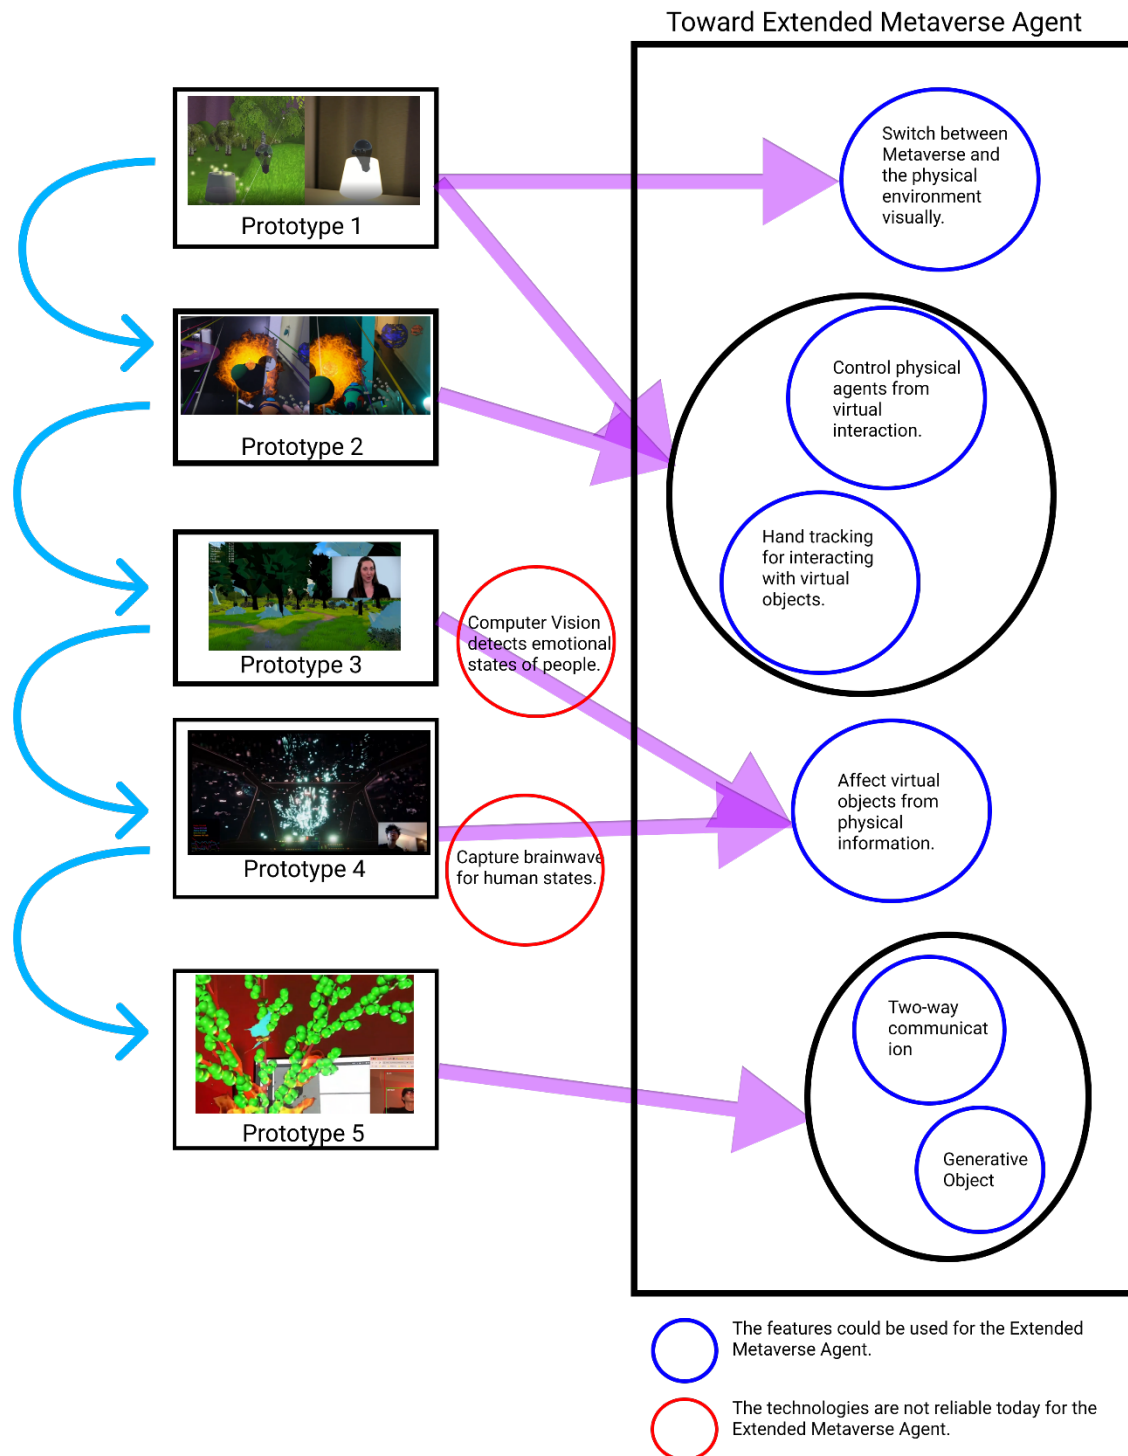 Toward Extended Metaverse Agent
Prototype 1
Switch between
Metaverse and
the physical
environment
visually.
Prototype 2
Control physical
agents from
virtual
interaction.
Hand tracking
for interacting
with virtual
objects.
Prototype 3
Computer Vision
detects emotional
states of people.
Prototype 4
Capture brainwave
for human states.
Affect virtual
objects from
physical
information.
Prototype 5
Two-way
communicat
ion
Generative
Object
The features could be used for the Extended
Metaverse Agent.
The technologies are not reliable today for the
Extended Metaverse Agent.